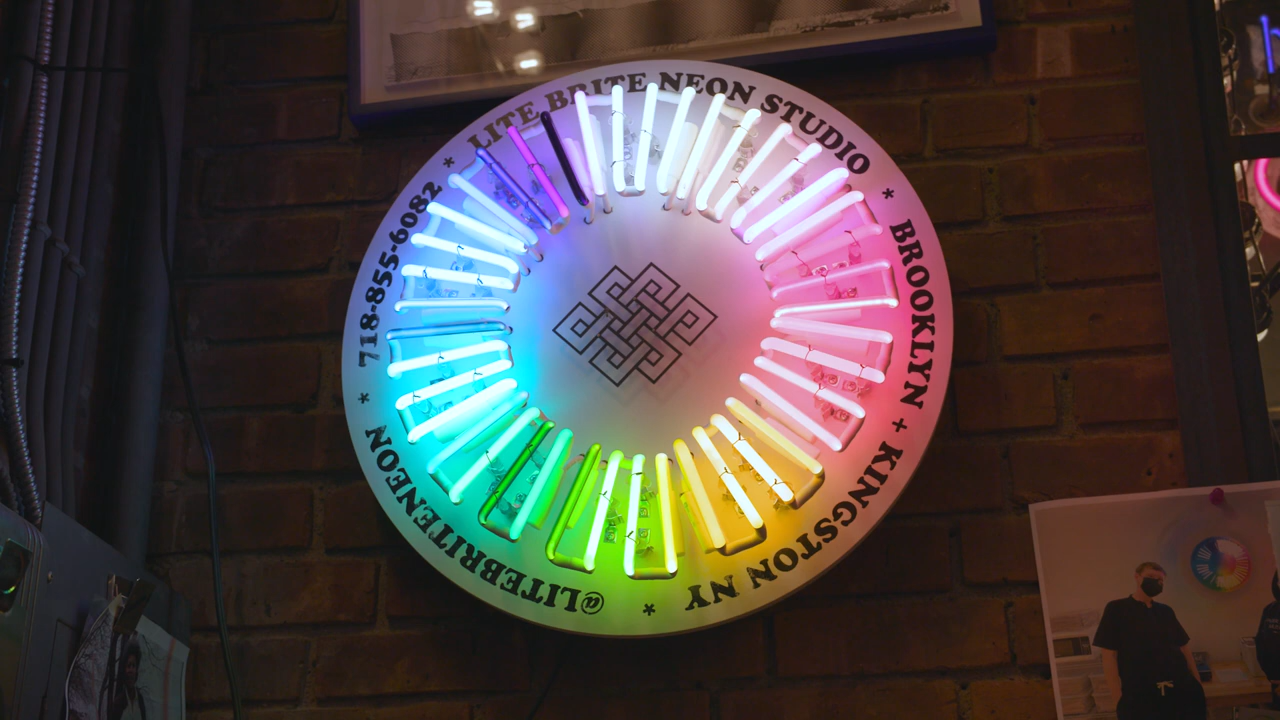 * LITE BRITE NEON STUDIO
* BROOKLYN + KINGSTON NY
* @LITEBRITENEON
* 718-855-6082